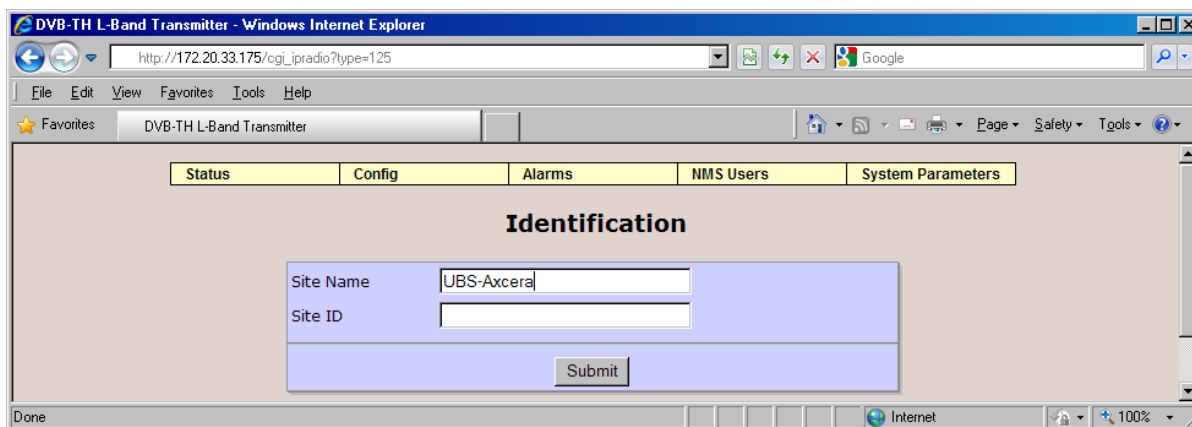 DVB-TH L-Band Transmitter - Windows Internet Explorer
http://172.20.33.175/cgi_ipradio?type=125 Google
File Edit View Favorites Tools Help
Favorites DVB-TH L-Band Transmitter Page Safety Tools
Status Config Alarms NMS Users System Parameters
Identification
Site Name UBS-Axcera
Site ID
Submit
Done Internet 100%